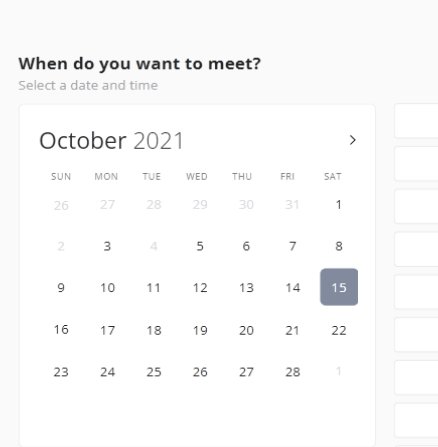 When do you want to meet?
Select a date and time
October 2021
SUN MON TUE WED THU FRI SAT
26 27 28 29 30 31 1
2 3 4 5 6 7 8
9 10 11 12 13 14 15
16 17 18 19 20 21 22
23 24 25 26 27 28 1